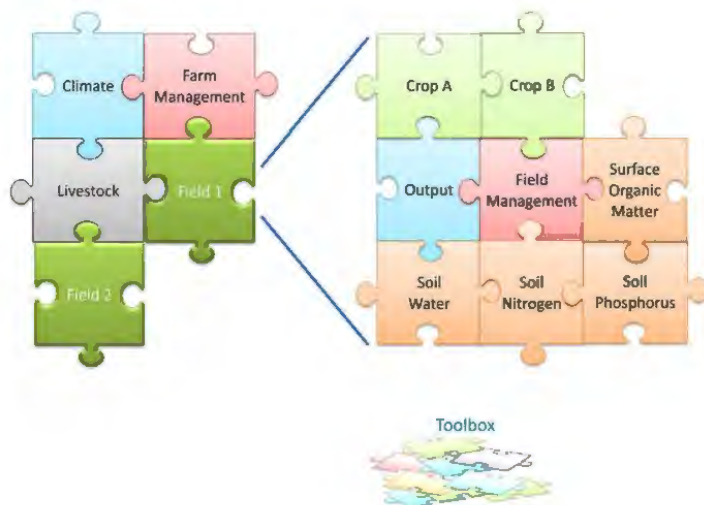 Climate
Farm
Management
Livestock
Field 1
Field 2
Crop A
Crop B
Output
Field
Management
Surface
Organic
Matter
Soil
Water
Soil
Nitrogen
Soil
Phosphorus
Toolbox